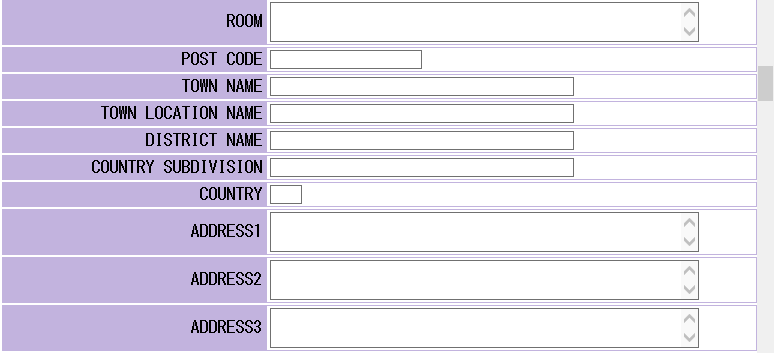 ROOM
POST CODE
TOWN NAME
TOWN LOCATION NAME
DISTRICT NAME
COUNTRY SUBDIVISION
COUNTRY
ADDRESS1
ADDRESS2
ADDRESS3